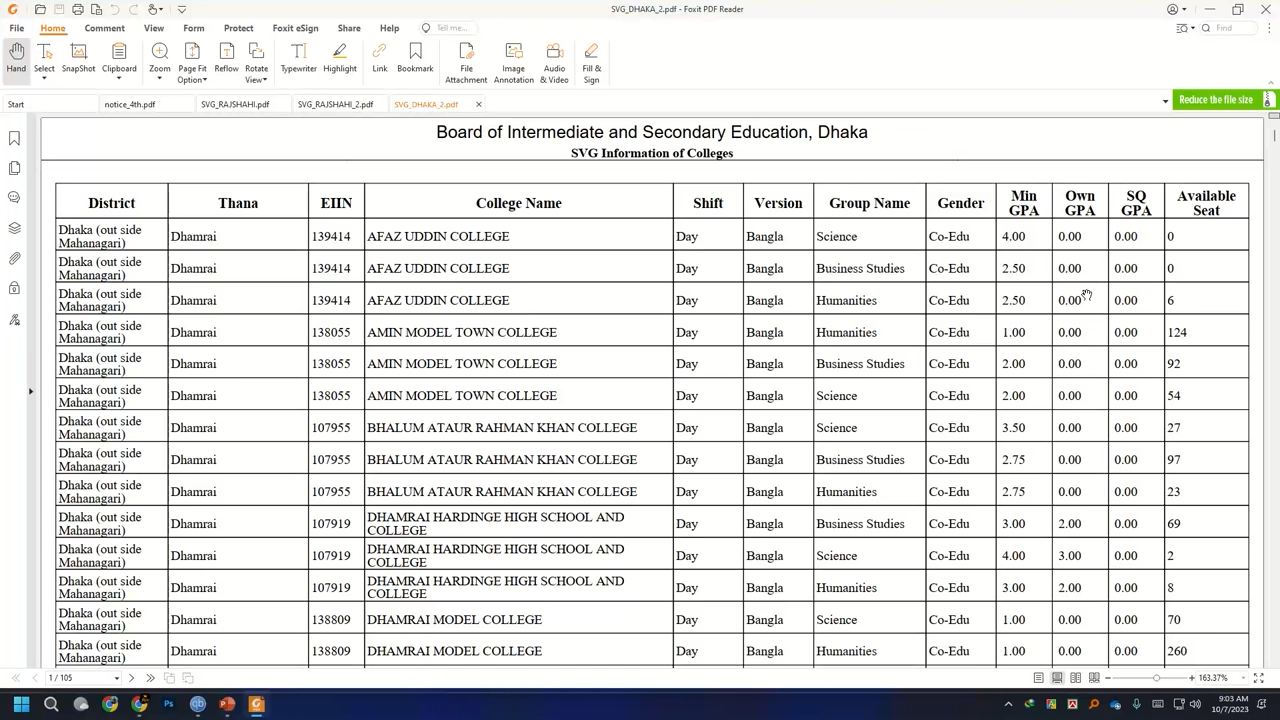 SVG_DHAKA_2.pdf - Foxit PDF Reader
File Home Comment View Form Protect Foxit eSign Share Help Tell me... Find
Hand Select SnapShot Clipboard Zoom Page Fit Option Reflow Rotate View Typewriter Highlight Link Bookmark File Attachment Image Annotation Audio & Video Fill & Sign
Start notice_4th.pdf SVG_RAJSHAHI.pdf SVG_RAJSHAHI_2.pdf SVG_DHAKA_2.pdf Reduce the file size
Board of Intermediate and Secondary Education, Dhaka
SVG Information of Colleges
District Thana EIIN College Name Shift Version Group Name Gender Min GPA Own GPA SQ GPA Available Seat
Dhaka (out side Mahanagari) Dhamrai 139414 AFAZ UDDIN COLLEGE Day Bangla Science Co-Edu 4.00 0.00 0.00 0
Dhaka (out side Mahanagari) Dhamrai 139414 AFAZ UDDIN COLLEGE Day Bangla Business Studies Co-Edu 2.50 0.00 0.00 0
Dhaka (out side Mahanagari) Dhamrai 139414 AFAZ UDDIN COLLEGE Day Bangla Humanities Co-Edu 2.50 0.00 0.00 6
Dhaka (out side Mahanagari) Dhamrai 138055 AMIN MODEL TOWN COLLEGE Day Bangla Humanities Co-Edu 1.00 0.00 0.00 124
Dhaka (out side Mahanagari) Dhamrai 138055 AMIN MODEL TOWN COLLEGE Day Bangla Business Studies Co-Edu 2.00 0.00 0.00 92
Dhaka (out side Mahanagari) Dhamrai 138055 AMIN MODEL TOWN COLLEGE Day Bangla Science Co-Edu 2.00 0.00 0.00 54
Dhaka (out side Mahanagari) Dhamrai 107955 BHALUM ATAUR RAHMAN KHAN COLLEGE Day Bangla Science Co-Edu 3.50 0.00 0.00 27
Dhaka (out side Mahanagari) Dhamrai 107955 BHALUM ATAUR RAHMAN KHAN COLLEGE Day Bangla Business Studies Co-Edu 2.75 0.00 0.00 97
Dhaka (out side Mahanagari) Dhamrai 107955 BHALUM ATAUR RAHMAN KHAN COLLEGE Day Bangla Humanities Co-Edu 2.75 0.00 0.00 23
Dhaka (out side Mahanagari) Dhamrai 107919 DHAMRAI HARDINGE HIGH SCHOOL AND COLLEGE Day Bangla Business Studies Co-Edu 3.00 2.00 0.00 69
Dhaka (out side Mahanagari) Dhamrai 107919 DHAMRAI HARDINGE HIGH SCHOOL AND COLLEGE Day Bangla Science Co-Edu 4.00 3.00 0.00 2
Dhaka (out side Mahanagari) Dhamrai 107919 DHAMRAI HARDINGE HIGH SCHOOL AND COLLEGE Day Bangla Humanities Co-Edu 3.00 2.00 0.00 8
Dhaka (out side Mahanagari) Dhamrai 138809 DHAMRAI MODEL COLLEGE Day Bangla Science Co-Edu 1.00 0.00 0.00 70
Dhaka (out side Mahanagari) Dhamrai 138809 DHAMRAI MODEL COLLEGE Day Bangla Humanities Co-Edu 1.00 0.00 0.00 260
1 / 105 163.37%
9:03 AM
10/7/2023